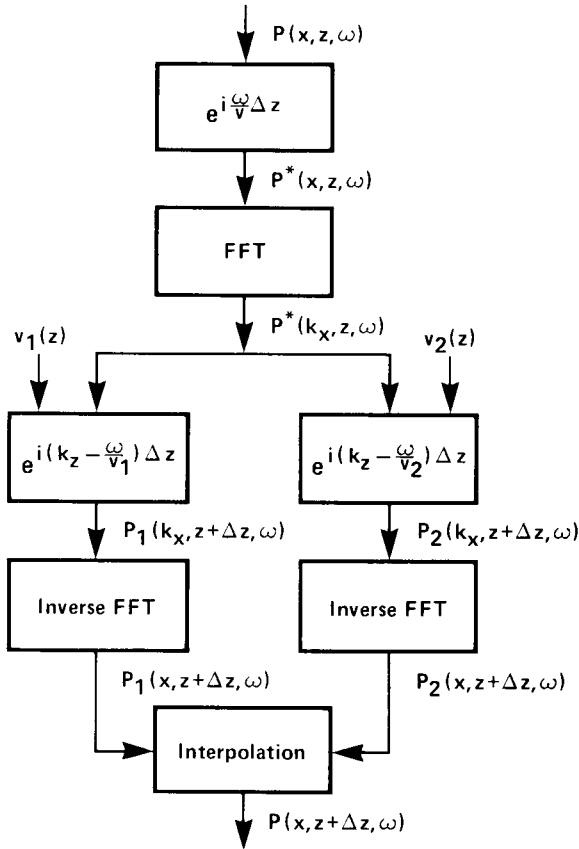 P(x,z,ω)
e^{i ω/v Δz}
P*(x,z,ω)
FFT
P*(k_x,z,ω)
v_1(z)
v_2(z)
e^{i(k_z − ω/v_1)Δz}
e^{i(k_z − ω/v_2)Δz}
P_1(k_x,z+Δz,ω)
P_2(k_x,z+Δz,ω)
Inverse FFT
Inverse FFT
P_1(x,z+Δz,ω)
P_2(x,z+Δz,ω)
Interpolation
P(x,z+Δz,ω)